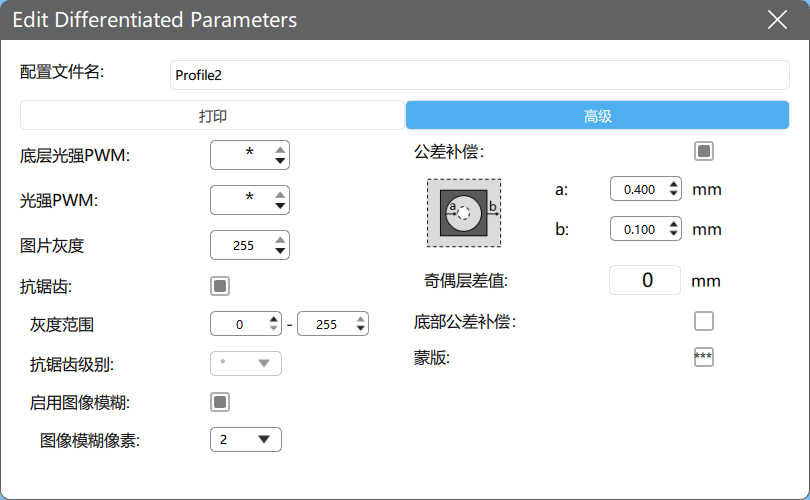 Edit Differentiated Parameters
配置文件名: Profile2
打印 高级
底层光强PWM: *
光强PWM: *
图片灰度 255
抗锯齿:
灰度范围 0 - 255
抗锯齿级别: *
启用图像模糊:
图像模糊像素: 2
公差补偿:
a b
a: 0.400 mm
b: 0.100 mm
奇偶层差值: 0 mm
底部公差补偿:
蒙版: ***